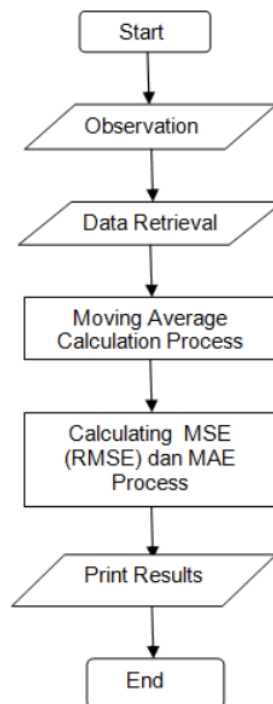 Start
Observation
Data Retrieval
Moving Average
Calculation Process
Calculating MSE
(RMSE) dan MAE
Process
Print Results
End